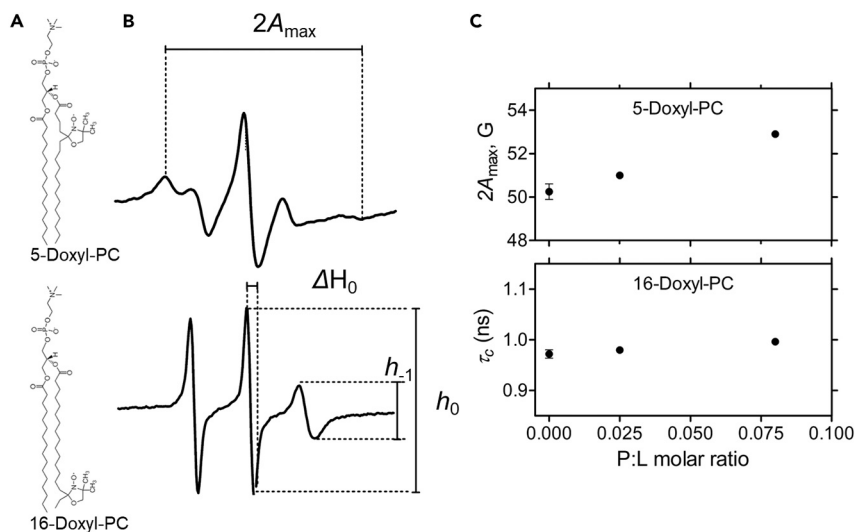 A
B
C
2Amax
5-Doxyl-PC
ΔH0
h-1
h0
16-Doxyl-PC
54
52
50
48
2Amax, G
5-Doxyl-PC
1.1
1.0
0.9
τc (ns)
16-Doxyl-PC
0.000
0.025
0.050
0.075
0.100
P:L molar ratio